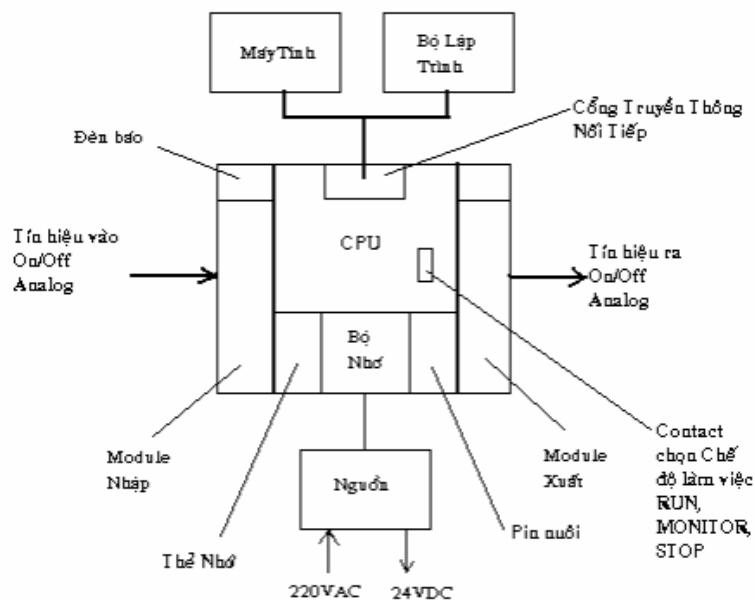 Máy Tính
Bộ Lập
Trình
Cổng Truyền Thông
Nối Tiếp
Đèn báo
Tín hiệu vào
On/Off
Analog
CPU
Tín hiệu ra
On/Off
Analog
Bộ
Nhớ
Module
Nhập
Nguồn
Module
Xuất
Contact
chọn Chế
độ làm việc
RUN,
MONITOR,
STOP
Thẻ Nhớ
Pin nuôi
220VAC
24VDC